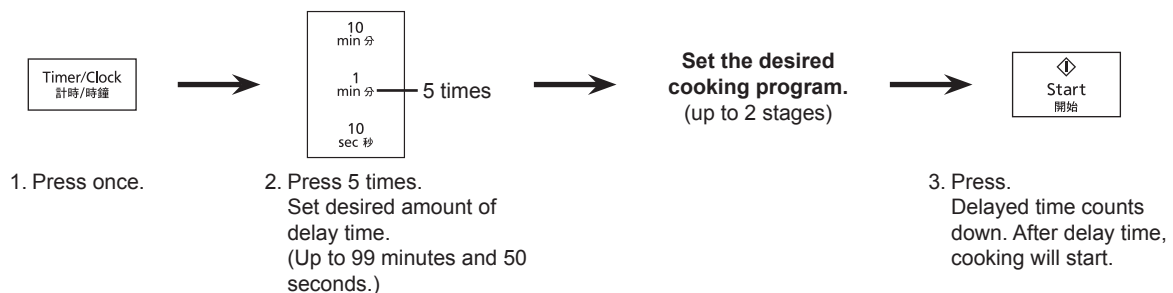 Timer/Clock
計時/時鐘
10
min 分
1
min 分
5 times
10
sec 秒
Set the desired
cooking program.
(up to 2 stages)
Start
開始
1. Press once.
2. Press 5 times.
Set desired amount of
delay time.
(Up to 99 minutes and 50
seconds.)
3. Press.
Delayed time counts
down. After delay time,
cooking will start.